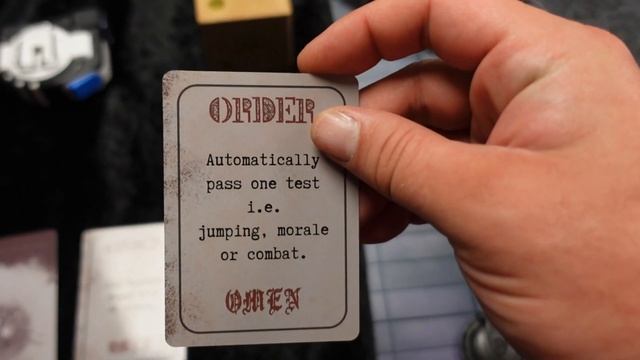 ORDER
Automatically
pass one test
i.e.
jumping, morale
or combat.
OMEN